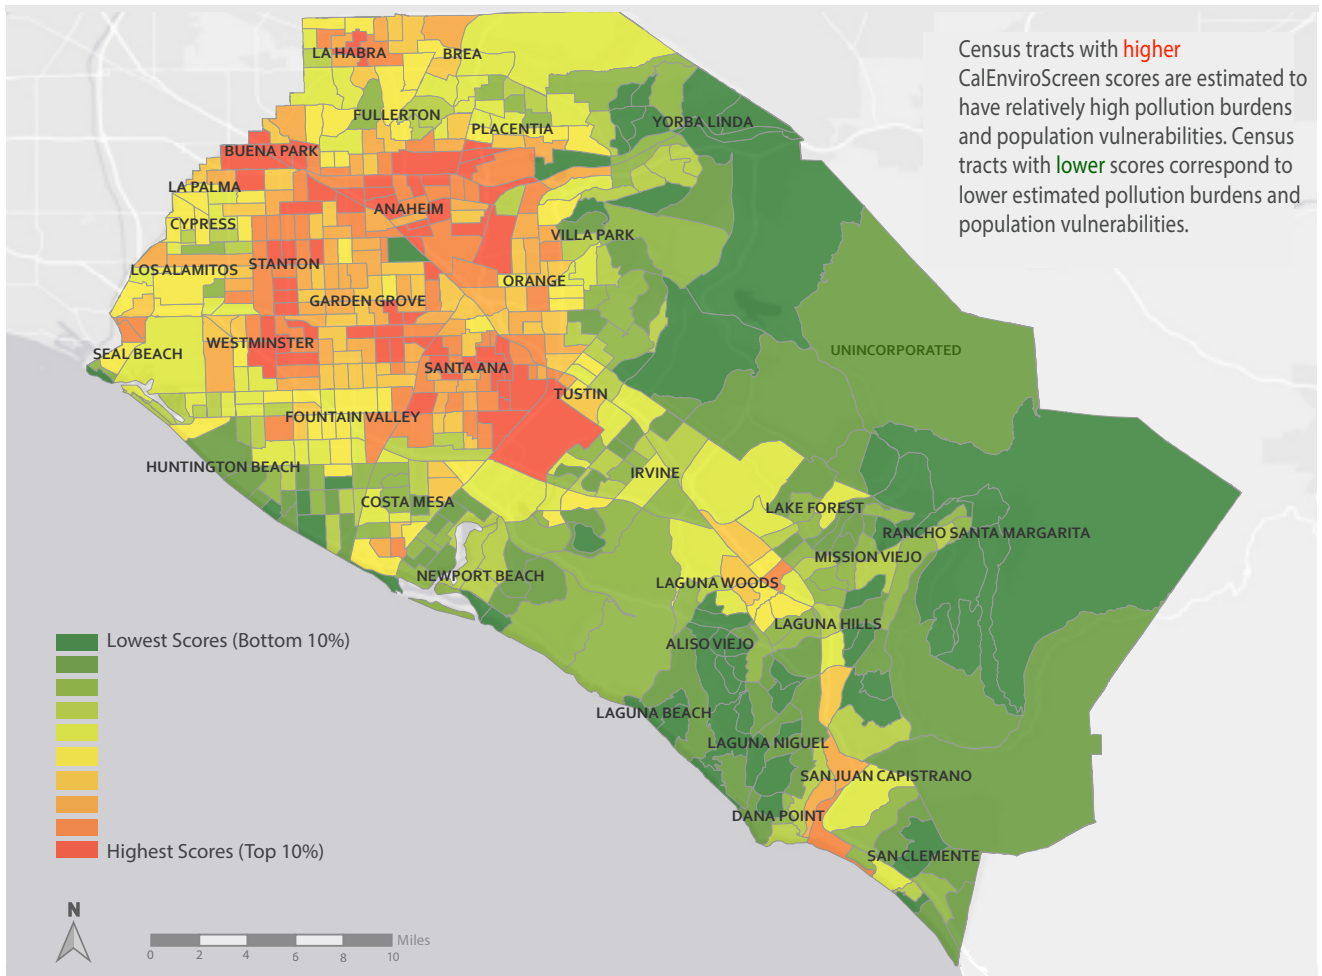 Census tracts with higher
CalEnviroScreen scores are estimated to
have relatively high pollution burdens
and population vulnerabilities. Census
tracts with lower scores correspond to
lower estimated pollution burdens and
population vulnerabilities.
LA HABRA
BREA
FULLERTON
PLACENTIA
YORBA LINDA
BUENA PARK
LA PALMA
ANAHEIM
CYPRESS
VILLA PARK
LOS ALAMITOS
STANTON
ORANGE
GARDEN GROVE
WESTMINSTER
SEAL BEACH
UNINCORPORATED
SANTA ANA
TUSTIN
FOUNTAIN VALLEY
HUNTINGTON BEACH
IRVINE
COSTA MESA
LAKE FOREST
RANCHO SANTA MARGARITA
MISSION VIEJO
NEWPORT BEACH
LAGUNA WOODS
LAGUNA HILLS
ALISO VIEJO
LAGUNA BEACH
LAGUNA NIGUEL
SAN JUAN CAPISTRANO
DANA POINT
SAN CLEMENTE
Lowest Scores (Bottom 10%)
Highest Scores (Top 10%)
N
Miles
0 2 4 6 8 10